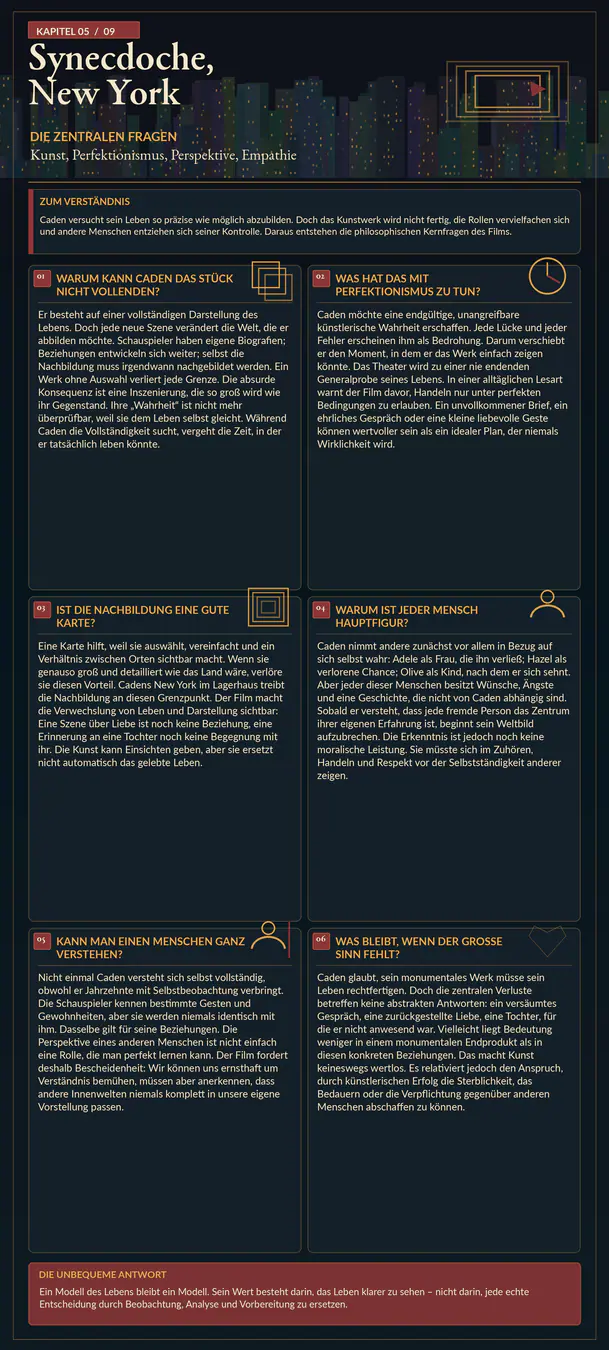 KAPITEL 05 / 09
Synecdoche,
New York
DIE ZENTRALEN FRAGEN
Kunst, Perfektionismus, Perspektive, Empathie
ZUM VERSTÄNDNIS
Caden versucht sein Leben so präzise wie möglich abzubilden. Doch das Kunstwerk wird nicht fertig, die Rollen vervielfachen sich
und andere Menschen entziehen sich seiner Kontrolle. Daraus entstehen die philosophischen Kernfragen des Films.
01
WARUM KANN CADEN DAS STÜCK
NICHT VOLLENDEN?
Er besteht auf einer vollständigen Darstellung des
Lebens. Doch jede neue Szene verändert die Welt, die er
abbilden möchte. Schauspieler haben eigene Biografien;
Beziehungen entwickeln sich weiter; selbst die
Nachbildung muss irgendwann nachgebildet werden. Ein
Werk ohne Auswahl verliert jede Grenze. Die absurde
Konsequenz ist eine Inszenierung, die so groß wird wie
ihr Gegenstand. Ihre „Wahrheit“ ist nicht mehr
überprüfbar, weil sie dem Leben selbst gleicht. Während
Caden die Vollständigkeit sucht, vergeht die Zeit, in der
er tatsächlich leben könnte.
02
WAS HAT DAS MIT
PERFEKTIONISMUS ZU TUN?
Caden möchte eine endgültige, unangreifbare
künstlerische Wahrheit erschaffen. Jede Lücke und jeder
Fehler erscheinen ihm als Bedrohung. Darum verschiebt
er den Moment, in dem er das Werk einfach zeigen
könnte. Das Theater wird zu einer nie endenden
Generalprobe seines Lebens. In einer alltäglichen Lesart
warnt der Film davor, Handeln nur unter perfekten
Bedingungen zu erlauben. Ein unvollkommener Brief, ein
ehrliches Gespräch oder eine kleine liebevolle Geste
können wertvoller sein als ein idealer Plan, der niemals
Wirklichkeit wird.
03
IST DIE NACHBILDUNG EINE GUTE
KARTE?
Eine Karte hilft, weil sie auswählt, vereinfacht und ein
Verhältnis zwischen Orten sichtbar macht. Wenn sie
genauso groß und detailliert wie das Land wäre, verlöre
sie diesen Vorteil. Cadens New York im Lagerhaus treibt
die Nachbildung an diesen Grenzpunkt. Der Film macht
die Verwechslung von Leben und Darstellung sichtbar:
Eine Szene über Liebe ist noch keine Beziehung, eine
Erinnerung an eine Tochter noch keine Begegnung mit
ihr. Die Kunst kann Einsichten geben, aber sie ersetzt
nicht automatisch das gelebte Leben.
04
WARUM IST JEDER MENSCH
HAUPTFIGUR?
Caden nimmt andere zunächst vor allem in Bezug auf
sich selbst wahr: Adele als Frau, die ihn verließ; Hazel als
verlorene Chance; Olive als Kind, nach dem er sich sehnt.
Aber jeder dieser Menschen besitzt Wünsche, Ängste
und eine Geschichte, die nicht von Caden abhängig sind.
Sobald er versteht, dass jede fremde Person das Zentrum
ihrer eigenen Erfahrung ist, beginnt sein Weltbild
aufzubrechen. Die Erkenntnis ist jedoch noch keine
moralische Leistung. Sie müsste sich im Zuhören,
Handeln und Respekt vor der Selbstständigkeit anderer
zeigen.
05
KANN MAN EINEN MENSCHEN GANZ
VERSTEHEN?
Nicht einmal Caden versteht sich selbst vollständig,
obwohl er Jahrzehnte mit Selbstbeobachtung verbringt.
Die Schauspieler kennen bestimmte Gesten und
Gewohnheiten, aber sie werden niemals identisch mit
ihm. Dasselbe gilt für seine Beziehungen. Die
Perspektive eines anderen Menschen ist nicht einfach
eine Rolle, die man perfekt lernen kann. Der Film fordert
deshalb Bescheidenheit: Wir können uns ernsthaft um
Verständnis bemühen, müssen aber anerkennen, dass
andere Innenwelten niemals komplett in unsere eigene
Vorstellung passen.
06
WAS BLEIBT, WENN DER GROSSE
SINN FEHLT?
Caden glaubt, sein monumentales Werk müsse sein
Leben rechtfertigen. Doch die zentralen Verluste
betreffen keine abstrakten Antworten: ein versäumtes
Gespräch, eine zurückgestellte Liebe, eine Tochter, für
die er nicht anwesend war. Vielleicht liegt Bedeutung
weniger in einem monumentalen Endprodukt als in
diesen konkreten Beziehungen. Das macht Kunst
keineswegs wertlos. Es relativiert jedoch den Anspruch,
durch künstlerischen Erfolg die Sterblichkeit, das
Bedauern oder die Verpflichtung gegenüber anderen
Menschen abschaffen zu können.
DIE UNBEQUEME ANTWORT
Ein Modell des Lebens bleibt ein Modell. Sein Wert besteht darin, das Leben klarer zu sehen – nicht darin, jede echte
Entscheidung durch Beobachtung, Analyse und Vorbereitung zu ersetzen.